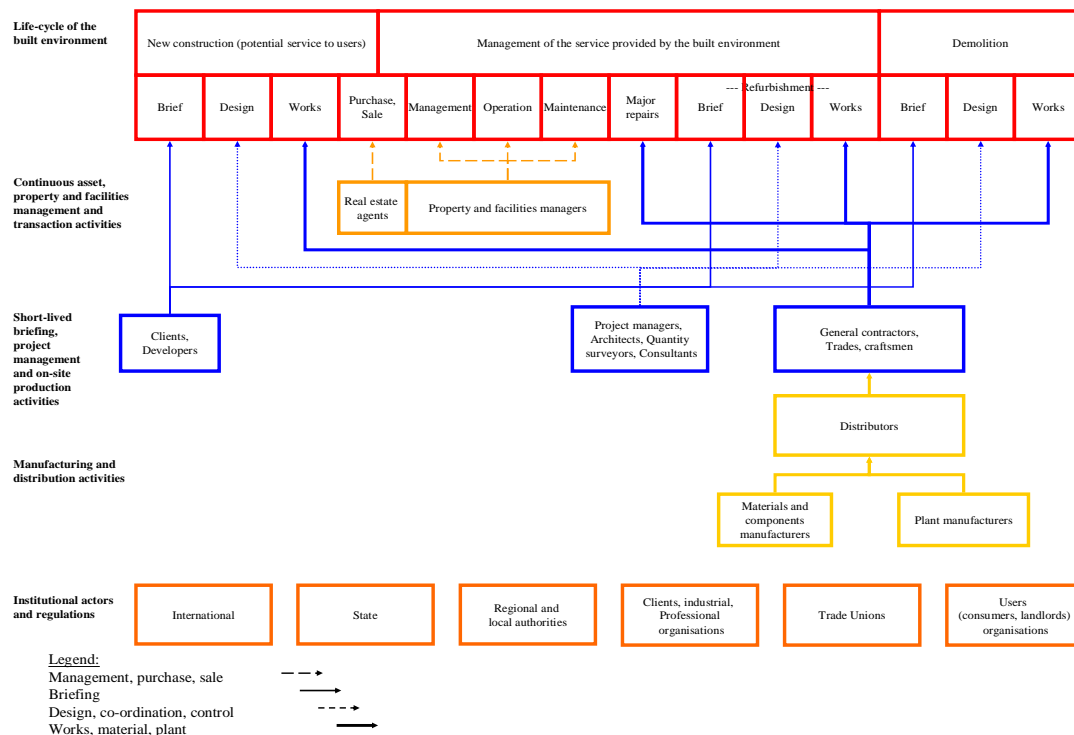 Life-cycle of the
built environment
New construction (potential service to users)
Management of the service provided by the built environment
Demolition
--- Refurbishment ---
Brief
Design
Works
Purchase,
Sale
Management
Operation
Maintenance
Major
repairs
Brief
Design
Works
Brief
Design
Works
Continuous asset,
property and facilities
management and
transaction activities
Real estate
agents
Property and facilities managers
Short-lived
briefing,
project
management
and on-site
production
activities
Clients,
Developers
Project managers,
Architects, Quantity
surveyors, Consultants
General contractors,
Trades, craftsmen
Distributors
Manufacturing and
distribution activities
Materials and
components
manufacturers
Plant manufacturers
Institutional actors
and regulations
International
State
Regional and
local authorities
Clients, industrial,
Professional
organisations
Trade Unions
Users
(consumers, landlords)
organisations
Legend:
Management, purchase, sale
Briefing
Design, co-ordination, control
Works, material, plant